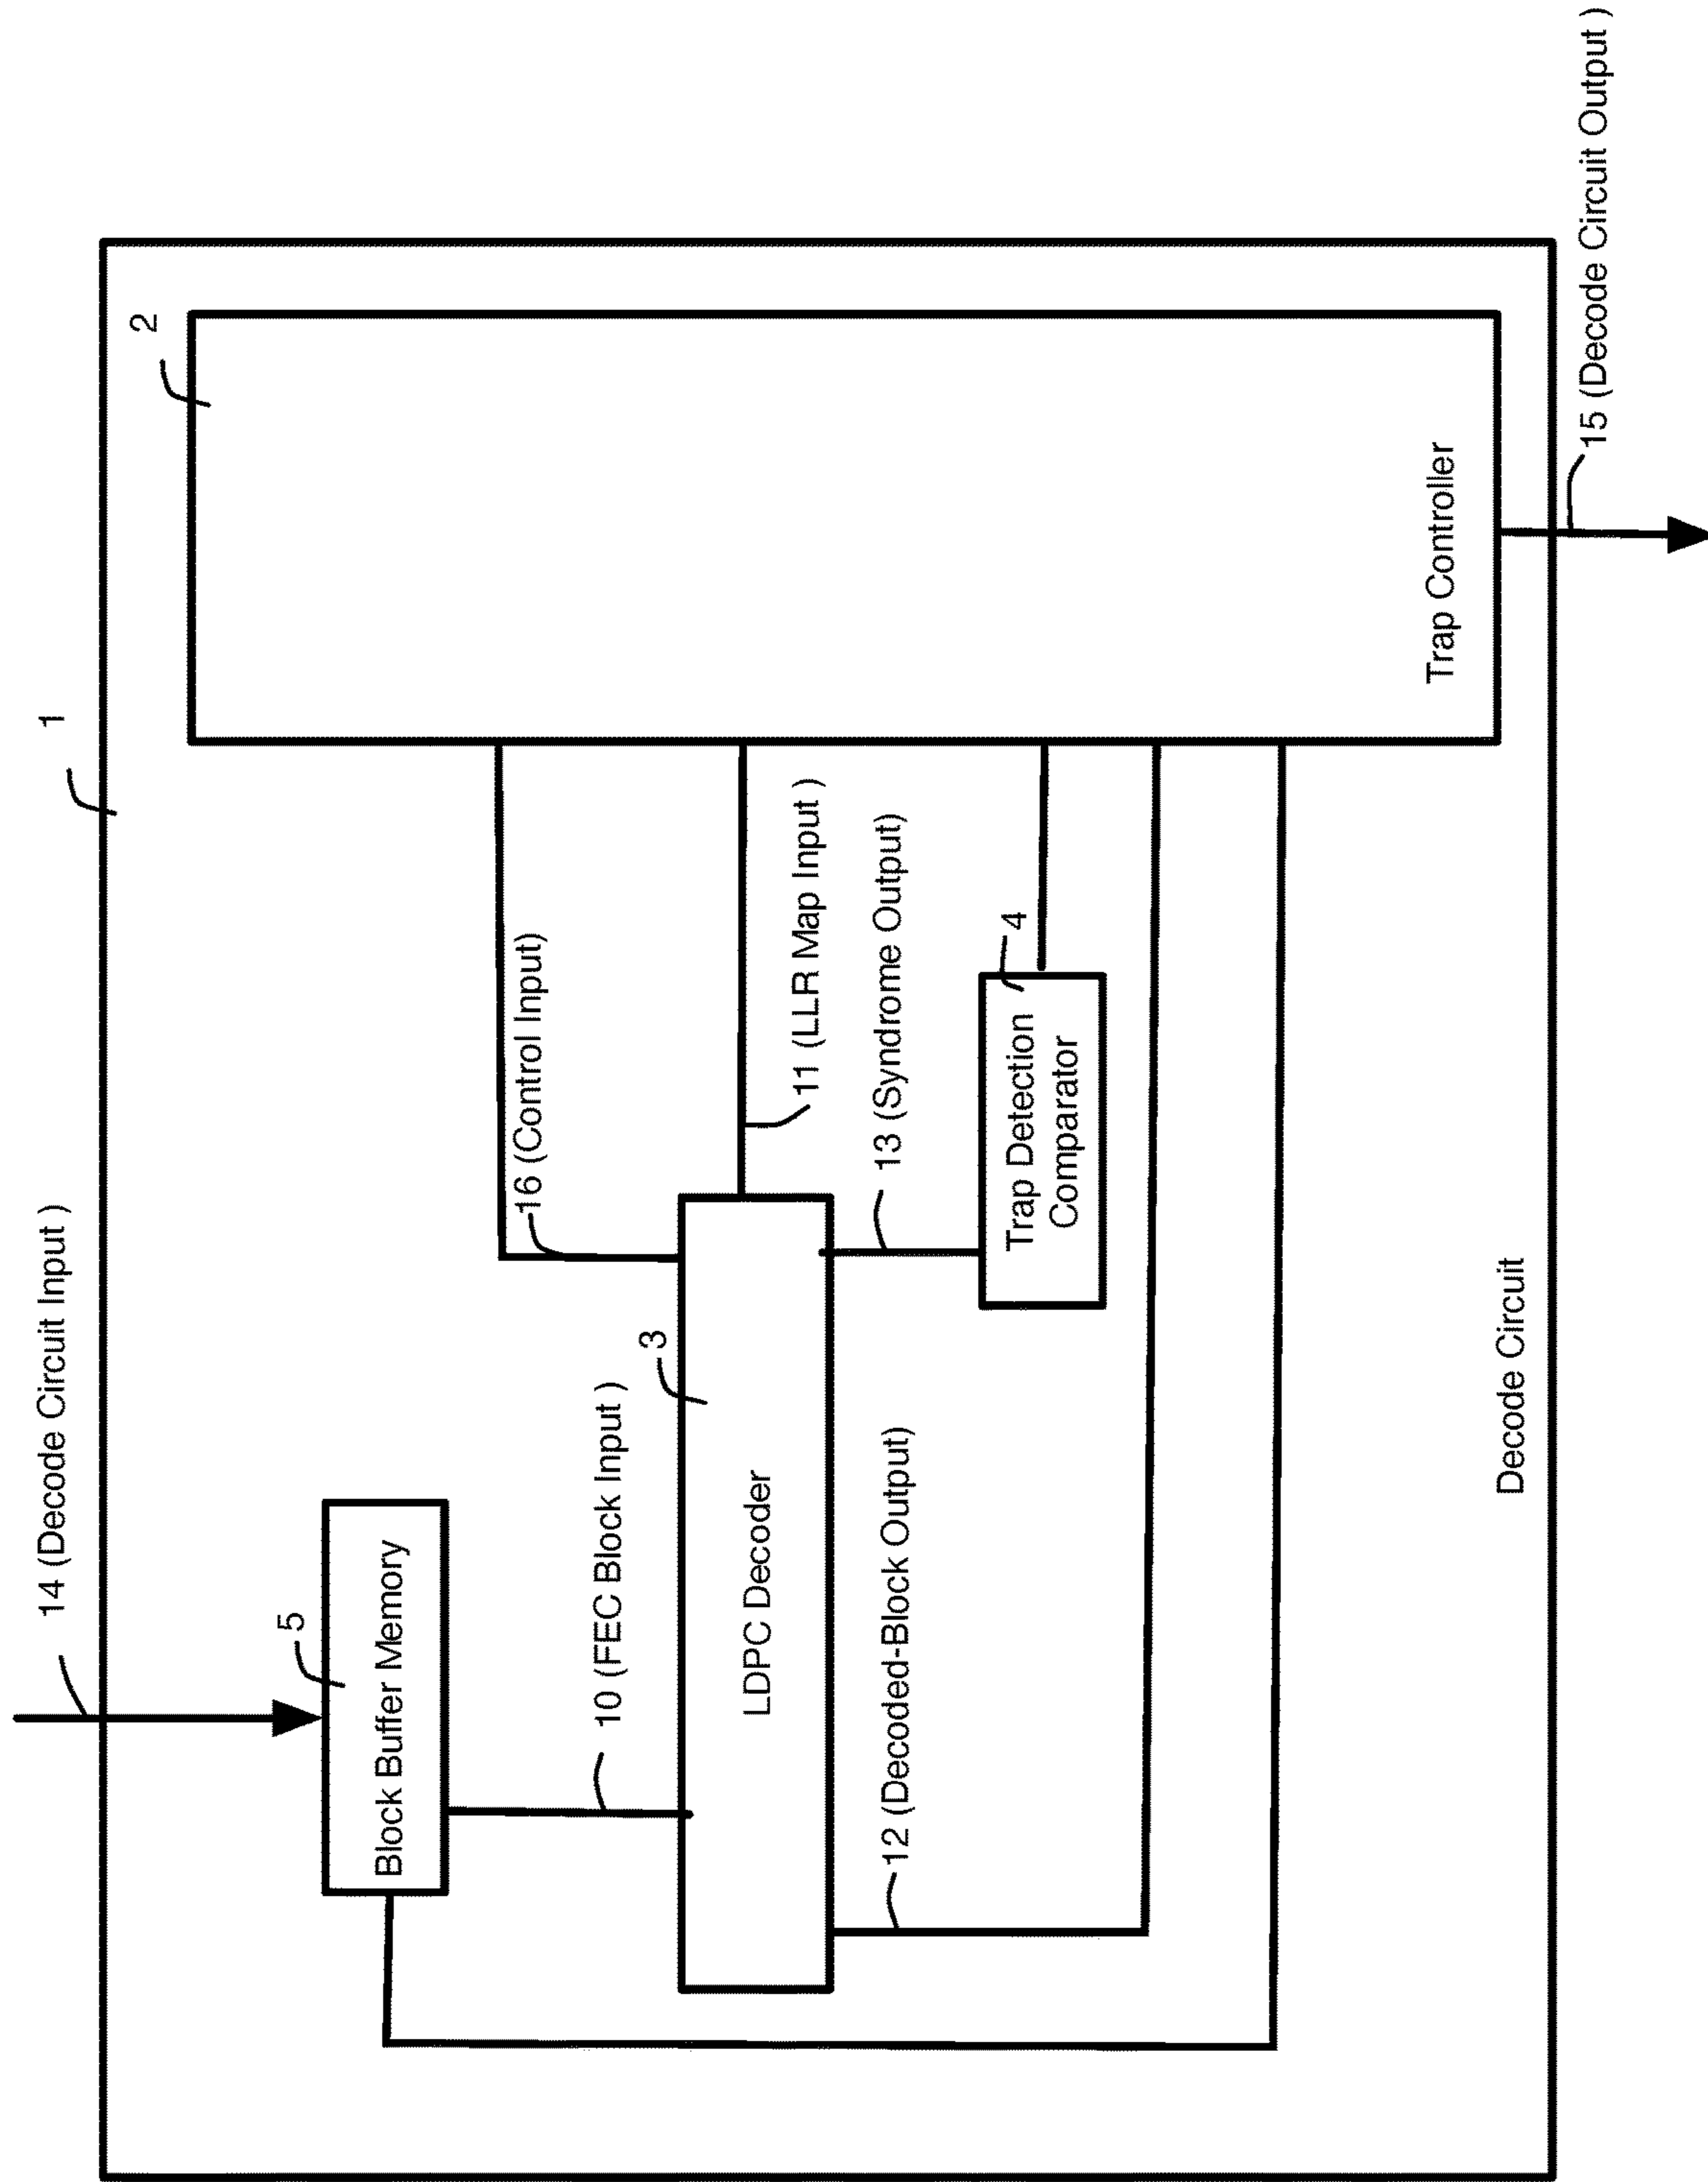 14 (Decode Circuit Input )
1
5
Block Buffer Memory
2
10 (FEC Block Input )
16 (Control Input)
3
LDPC Decoder
11 (LLR Map Input )
12 (Decoded-Block Output)
13 (Syndrome Output)
4
Trap Detection
Comparator
Trap Controller
Decode Circuit
15 (Decode Circuit Output )